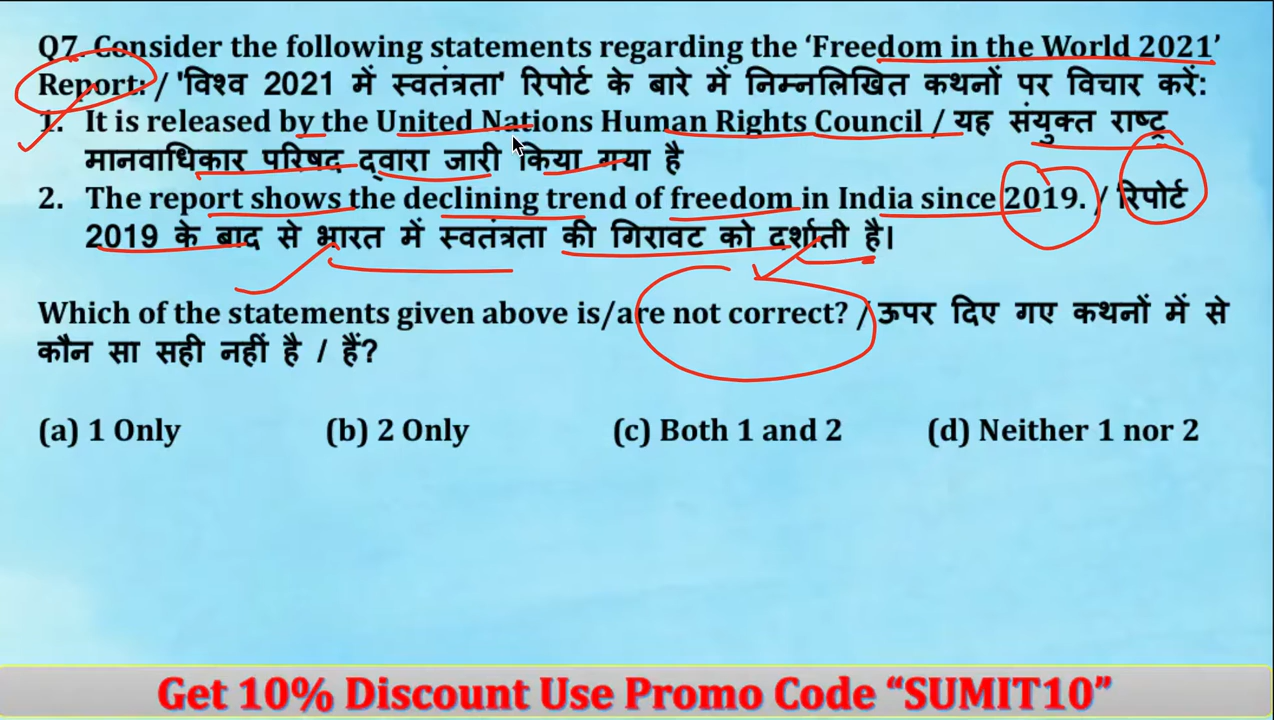 Q7. Consider the following statements regarding the ‘Freedom in the World 2021’
Report: / 'विश्व 2021 में स्वतंत्रता' रिपोर्ट के बारे में निम्नलिखित कथनों पर विचार करें:
1. It is released by the United Nations Human Rights Council / यह संयुक्त राष्ट्र
मानवाधिकार परिषद द्वारा जारी किया गया है
2. The report shows the declining trend of freedom in India since 2019. / रिपोर्ट
2019 के बाद से भारत में स्वतंत्रता की गिरावट को दर्शाती है।
Which of the statements given above is/are not correct? / ऊपर दिए गए कथनों में से
कौन सा सही नहीं है / हैं?
(a) 1 Only (b) 2 Only (c) Both 1 and 2 (d) Neither 1 nor 2
Get 10% Discount Use Promo Code “SUMIT10”